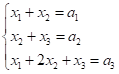 x₁ + x₂ = a₁
x₂ + x₃ = a₂
x₁ + 2x₂ + x₃ = a₃